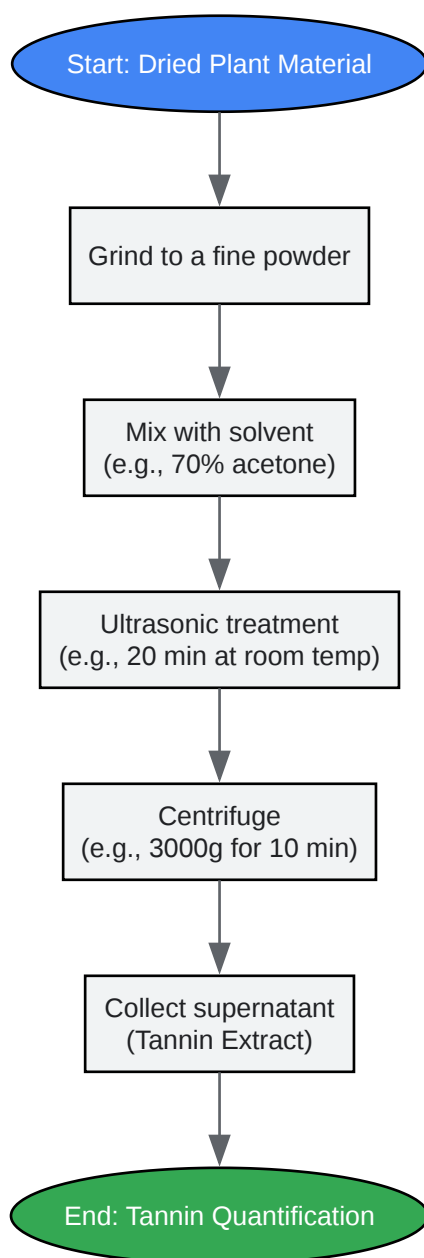 Start: Dried Plant Material
Grind to a fine powder
Mix with solvent
(e.g., 70% acetone)
Ultrasonic treatment
(e.g., 20 min at room temp)
Centrifuge
(e.g., 3000g for 10 min)
Collect supernatant
(Tannin Extract)
End: Tannin Quantification